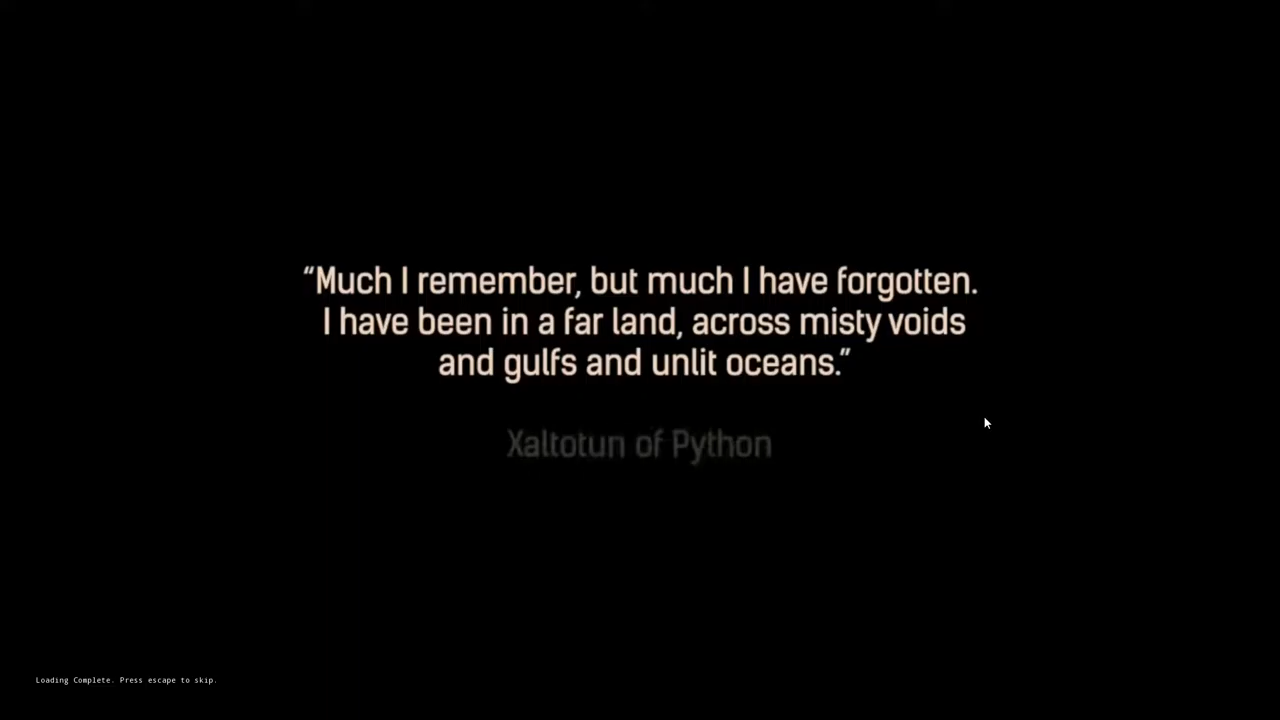 “Much I remember, but much I have forgotten.
I have been in a far land, across misty voids
and gulfs and unlit oceans.”
Xaltotun of Python
Loading Complete. Press escape to skip.